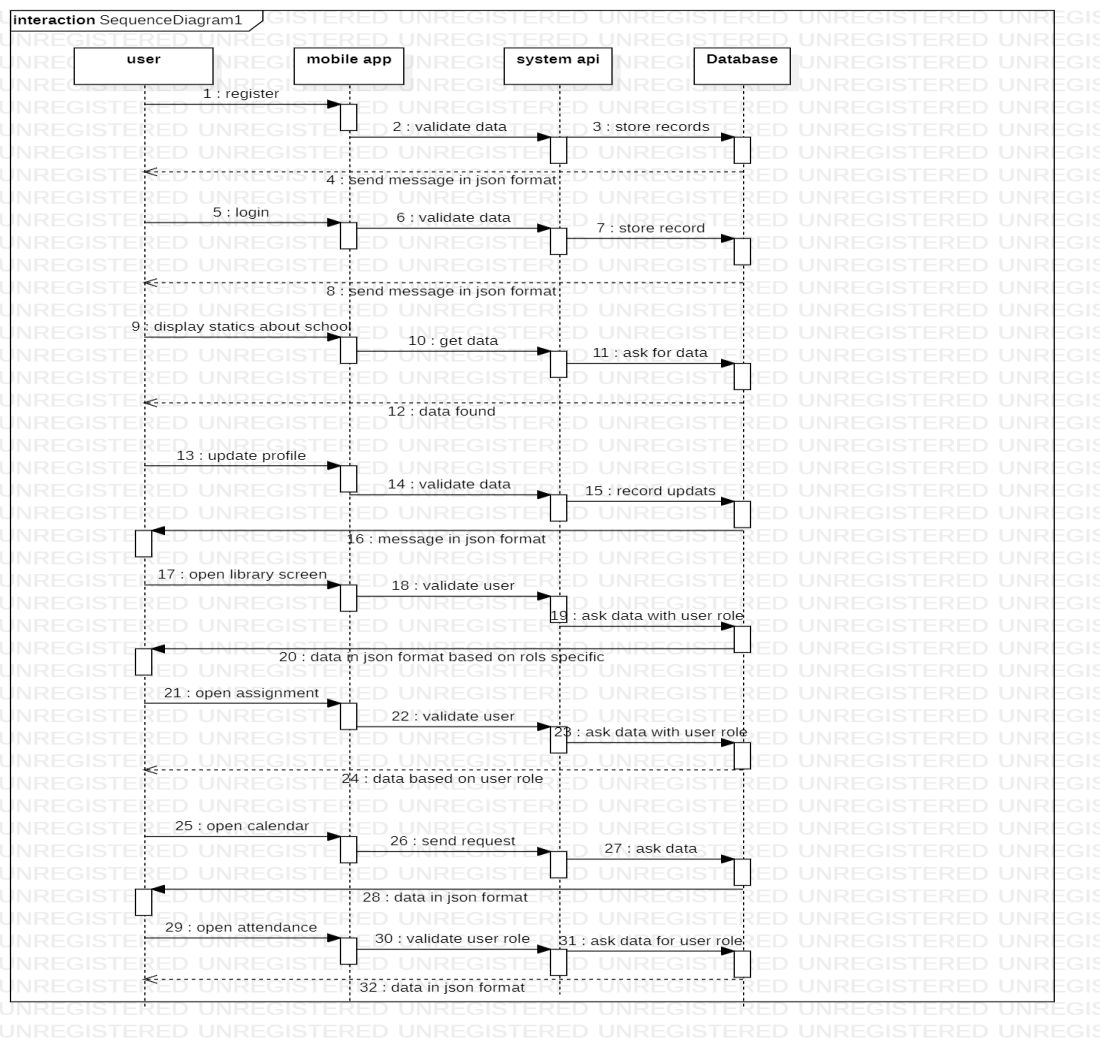 interaction SequenceDiagram1
user
mobile app
system api
Database
1 : register
2 : validate data
3 : store records
4 : send message in json format
5 : login
6 : validate data
7 : store record
8 : send message in json format
9 : display statics about school
10 : get data
11 : ask for data
12 : data found
13 : update profile
14 : validate data
15 : record updats
16 : message in json format
17 : open library screen
18 : validate user
19 : ask data with user role
20 : data in json format based on rols specific
21 : open assignment
22 : validate user
23 : ask data with user role
24 : data based on user role
25 : open calendar
26 : send request
27 : ask data
28 : data in json format
29 : open attendance
30 : validate user role
31 : ask data for user role
32 : data in json format
UNREGISTERED